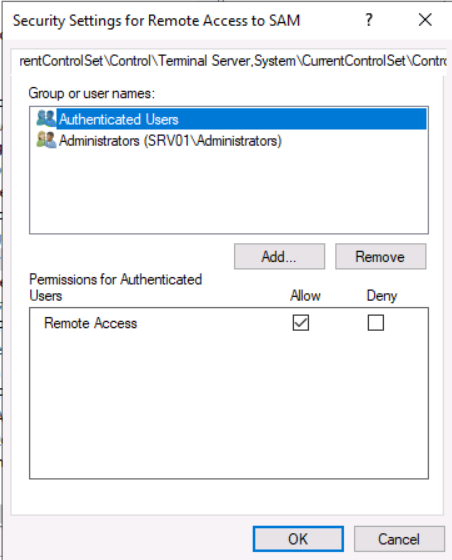 Security Settings for Remote Access to SAM
?
rentControlSet\Control\Terminal Server,System\CurrentControlSet\Contro
Group or user names:
Authenticated Users
Administrators (SRV01\Administrators)
Add...
Remove
Permissions for Authenticated
Users
Allow
Deny
Remote Access
OK
Cancel